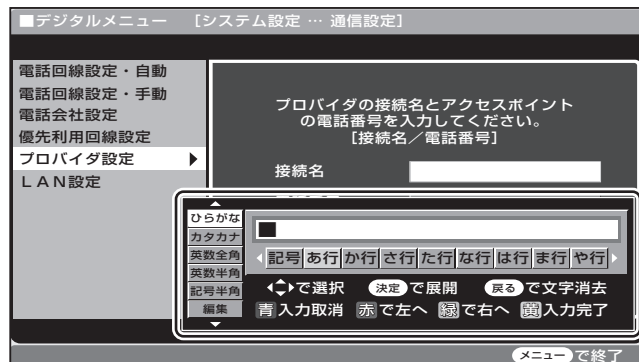 ■デジタルメニュー　[システム設定 … 通信設定]
電話回線設定・自動
電話回線設定・手動
電話会社設定
優先利用回線設定
プロバイダ設定
ＬＡＮ設定
プロバイダの接続名とアクセスポイント
の電話番号を入力してください。
[接続名／電話番号]
接続名
ひらがな
カタカナ
英数全角
英数半角
記号半角
編集
記号 あ行 か行 さ行 た行 な行 は行 ま行 や行
で選択 決定 で展開 戻る で文字消去
青 入力取消 赤 で左へ 緑 で右へ 黄 入力完了
メニュー で終了